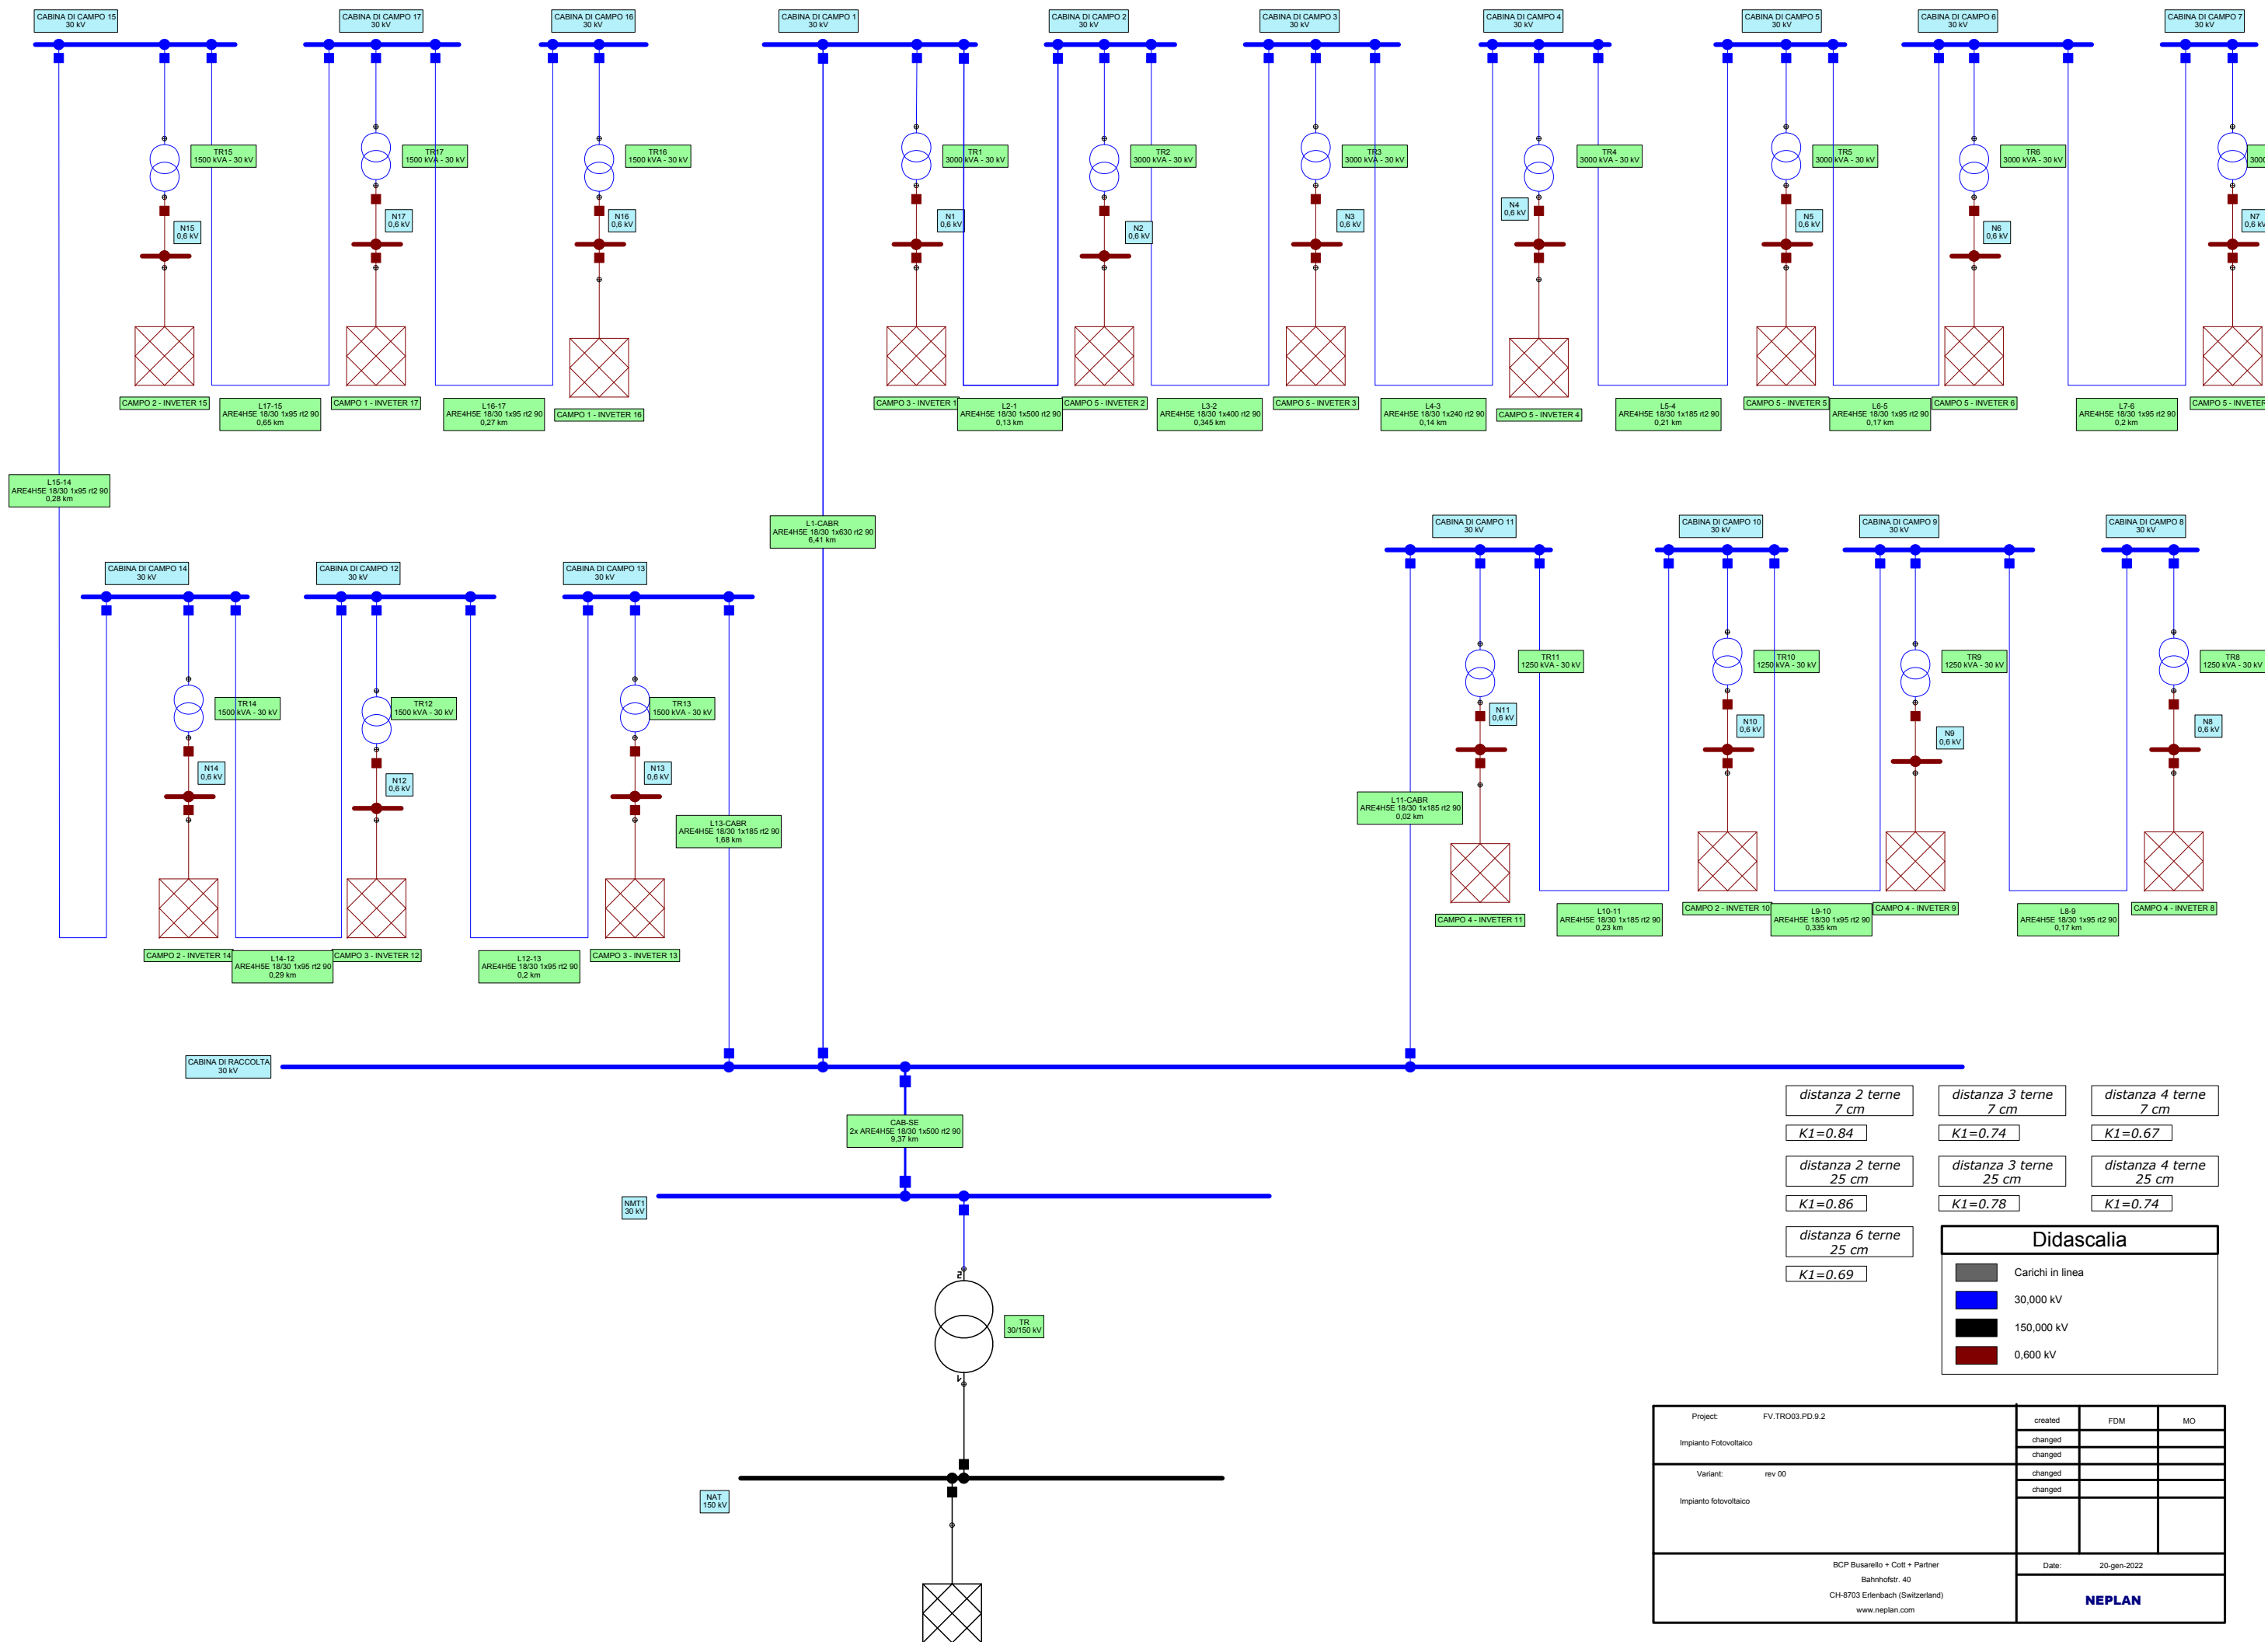 CABINA DI CAMPO 15
30 kV
CABINA DI CAMPO 17
30 kV
CABINA DI CAMPO 16
30 kV
CABINA DI CAMPO 1
30 kV
CABINA DI CAMPO 2
30 kV
CABINA DI CAMPO 3
30 kV
CABINA DI CAMPO 4
30 kV
CABINA DI CAMPO 5
30 kV
CABINA DI CAMPO 6
30 kV
CABINA DI CAMPO 7
30 kV
TR15
1500 kVA - 30 kV
TR17
1500 kVA - 30 kV
TR16
1500 kVA - 30 kV
TR1
3000 kVA - 30 kV
TR2
3000 kVA - 30 kV
TR3
3000 kVA - 30 kV
TR4
3000 kVA - 30 kV
TR5
3000 kVA - 30 kV
TR6
3000 kVA - 30 kV
3000
N15
0,6 kV
N17
0,6 kV
N16
0,6 kV
N1
0,6 kV
N2
0,6 kV
N3
0,6 kV
N4
0,6 kV
N5
0,6 kV
N6
0,6 kV
N7
0,6 kV
CAMPO 2 - INVETER 15
L17-15
ARE4H5E 18/30 1x95 rt2 90
0,65 km
CAMPO 1 - INVETER 17
L16-17
ARE4H5E 18/30 1x95 rt2 90
0,27 km
CAMPO 1 - INVETER 16
CAMPO 3 - INVETER 1
L2-1
ARE4H5E 18/30 1x500 rt2 90
0,13 km
CAMPO 5 - INVETER 2
L3-2
ARE4H5E 18/30 1x400 rt2 90
0,345 km
CAMPO 5 - INVETER 3
L4-3
ARE4H5E 18/30 1x240 rt2 90
0,14 km
CAMPO 5 - INVETER 4
L5-4
ARE4H5E 18/30 1x185 rt2 90
0,21 km
CAMPO 5 - INVETER 5
L6-5
ARE4H5E 18/30 1x95 rt2 90
0,17 km
CAMPO 5 - INVETER 6
L7-6
ARE4H5E 18/30 1x95 rt2 90
0,2 km
CAMPO 5 - INVETER
L15-14
ARE4H5E 18/30 1x95 rt2 90
0,28 km
L1-CABR
ARE4H5E 18/30 1x630 rt2 90
6,41 km
CABINA DI CAMPO 11
30 kV
CABINA DI CAMPO 10
30 kV
CABINA DI CAMPO 9
30 kV
CABINA DI CAMPO 8
30 kV
CABINA DI CAMPO 14
30 kV
CABINA DI CAMPO 12
30 kV
CABINA DI CAMPO 13
30 kV
TR11
1250 kVA - 30 kV
TR10
1250 kVA - 30 kV
TR9
1250 kVA - 30 kV
TR8
1250 kVA - 30 kV
TR14
1500 kVA - 30 kV
TR12
1500 kVA - 30 kV
TR13
1500 kVA - 30 kV
N11
0,6 kV
N10
0,6 kV
N9
0,6 kV
N8
0,6 kV
N14
0,6 kV
N12
0,6 kV
N13
0,6 kV
L13-CABR
ARE4H5E 18/30 1x185 rt2 90
1,68 km
L11-CABR
ARE4H5E 18/30 1x185 rt2 90
0,02 km
CAMPO 4 - INVETER 11
L10-11
ARE4H5E 18/30 1x185 rt2 90
0,23 km
CAMPO 2 - INVETER 10
L9-10
ARE4H5E 18/30 1x95 rt2 90
0,335 km
CAMPO 4 - INVETER 9
L8-9
ARE4H5E 18/30 1x95 rt2 90
0,17 km
CAMPO 4 - INVETER 8
CAMPO 2 - INVETER 14
L14-12
ARE4H5E 18/30 1x95 rt2 90
0,29 km
CAMPO 3 - INVETER 12
L12-13
ARE4H5E 18/30 1x95 rt2 90
0,2 km
CAMPO 3 - INVETER 13
CABINA DI RACCOLTA
30 kV
CAB-SE
2x ARE4H5E 18/30 1x500 rt2 90
9,37 km
NMT1
30 kV
2
TR
30/150 kV
1
NAT
150 kV
distanza 2 terne
7 cm
distanza 3 terne
7 cm
distanza 4 terne
7 cm
K1=0.84
K1=0.74
K1=0.67
distanza 2 terne
25 cm
distanza 3 terne
25 cm
distanza 4 terne
25 cm
K1=0.86
K1=0.78
K1=0.74
distanza 6 terne
25 cm
K1=0.69
Didascalia
Carichi in linea
30,000 kV
150,000 kV
0,600 kV
Project: FV.TRO03.PD.9.2
Impianto Fotovoltaico
created FDM MO
changed
changed
Variant: rev 00
Impianto fotovoltaico
changed
changed
BCP Busarello + Cott + Partner
Bahnhofstr. 40
CH-8703 Erlenbach (Switzerland)
www.neplan.com
Date: 20-gen-2022
NEPLAN